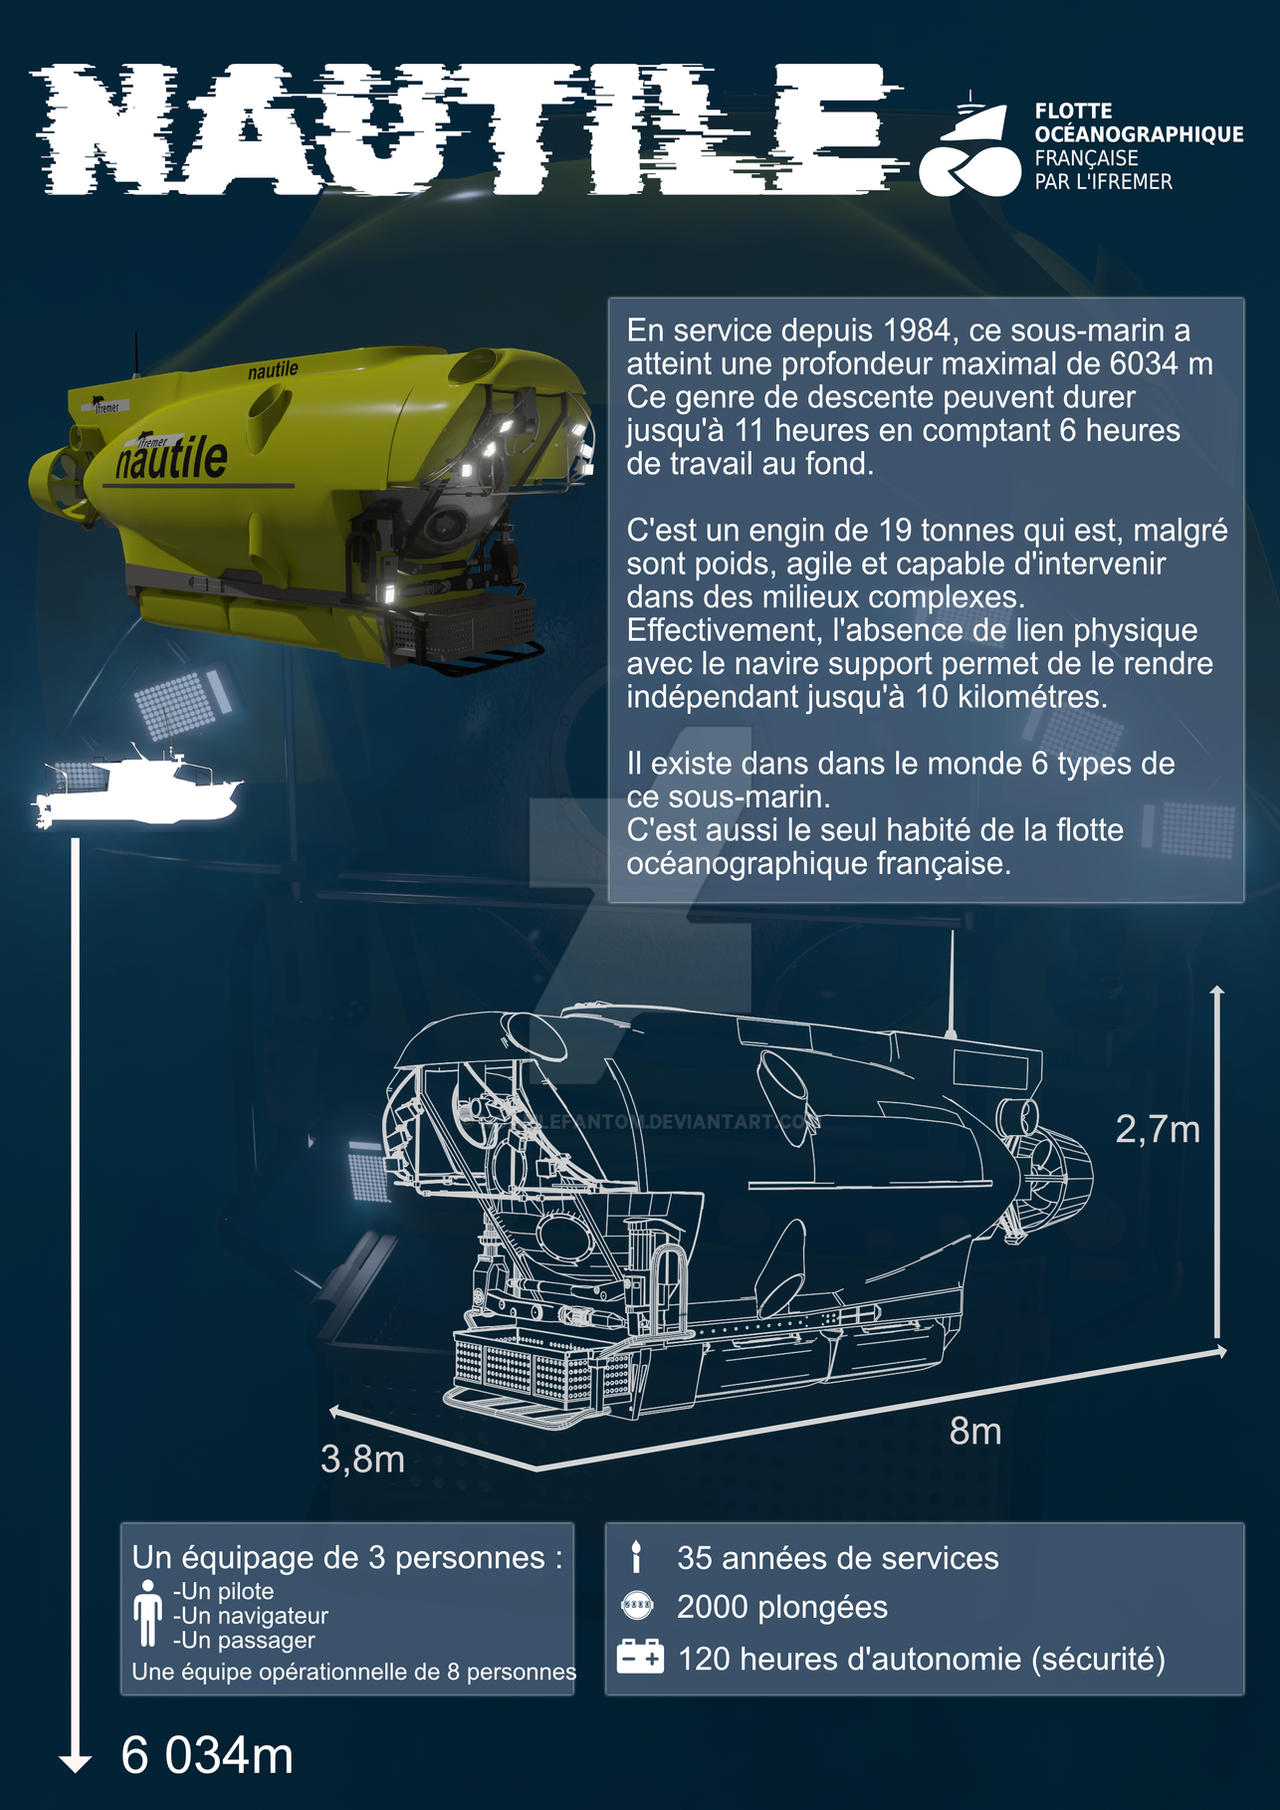 NAUTILE
FLOTTE
OCÉANOGRAPHIQUE
FRANÇAISE
PAR L'IFREMER
nautile
ifremer
ifremer
nautile
En service depuis 1984, ce sous-marin a
atteint une profondeur maximal de 6034 m
Ce genre de descente peuvent durer
jusqu'à 11 heures en comptant 6 heures
de travail au fond.
C'est un engin de 19 tonnes qui est, malgré
sont poids, agile et capable d'intervenir
dans des milieux complexes.
Effectivement, l'absence de lien physique
avec le navire support permet de le rendre
indépendant jusqu'à 10 kilométres.
Il existe dans dans le monde 6 types de
ce sous-marin.
C'est aussi le seul habité de la flotte
océanographique française.
2,7m
8m
3,8m
Un équipage de 3 personnes :
-Un pilote
-Un navigateur
-Un passager
Une équipe opérationnelle de 8 personnes
35 années de services
2000 plongées
120 heures d'autonomie (sécurité)
6 034m